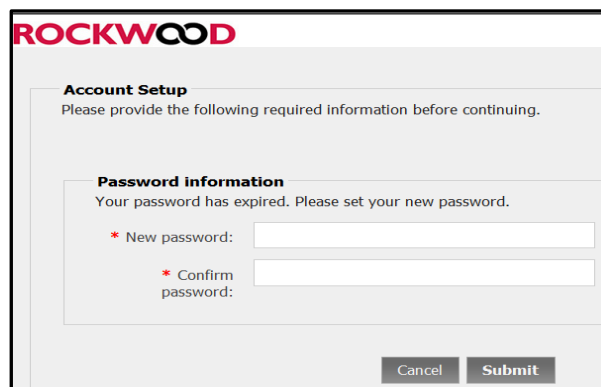 ROCKWOOD
Account Setup
Please provide the following required information before continuing.
Password information
Your password has expired. Please set your new password.
* New password:
* Confirm
password:
Cancel Submit